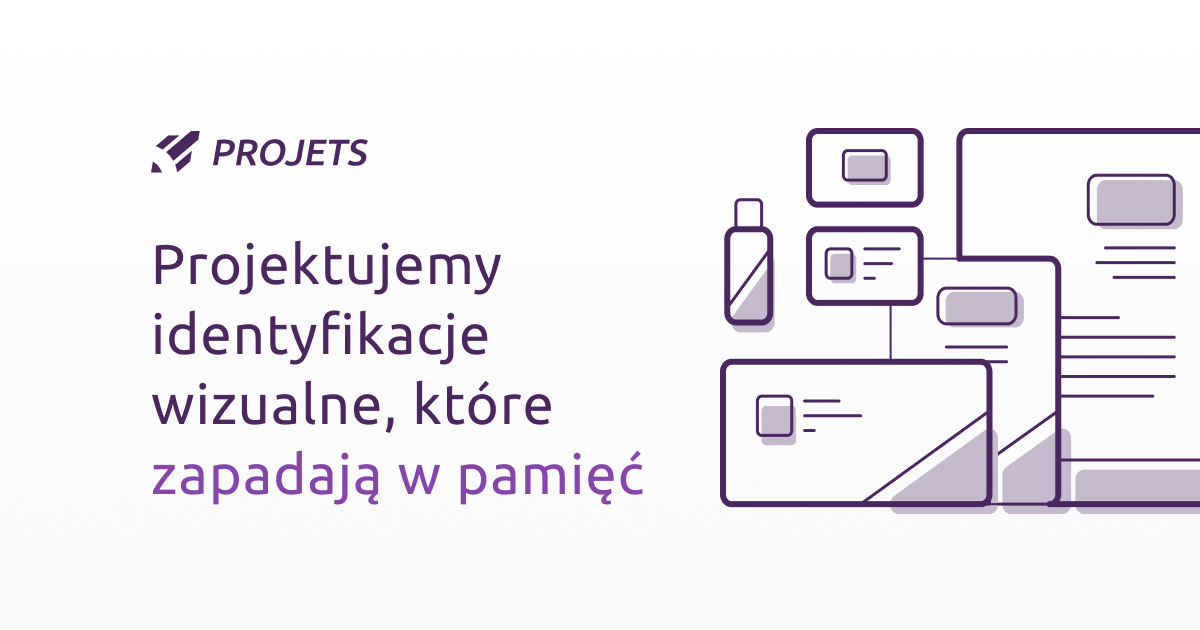 PROJETS
Projektujemy
identyfikacje
wizualne, które
zapadają w pamięć